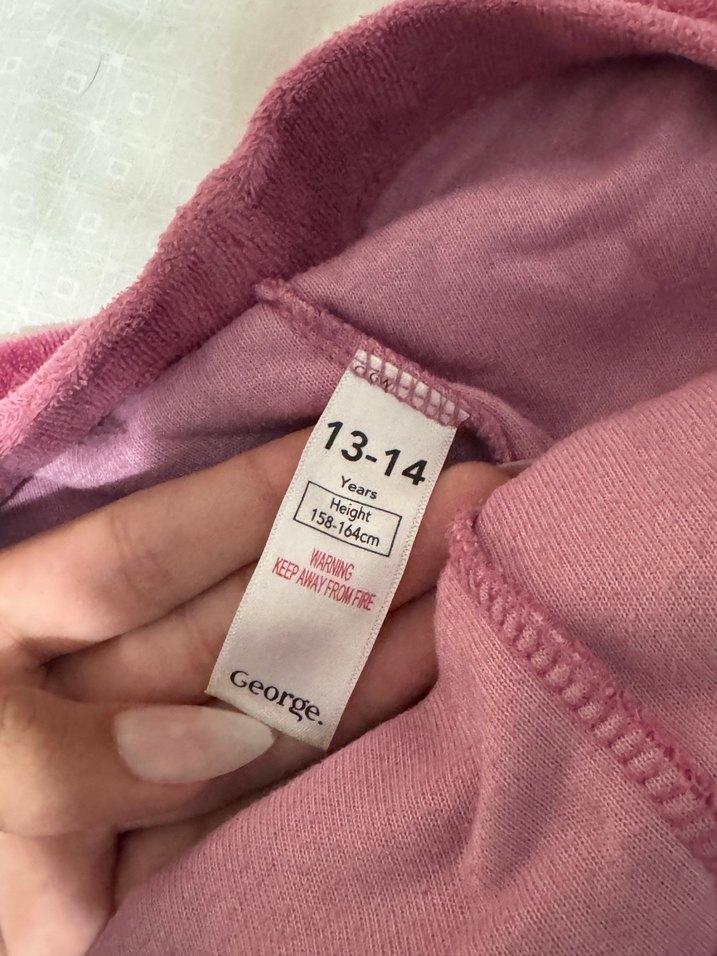 13-14
Years
Height
158-164cm
WARNING
KEEP AWAY FROM FIRE
George.